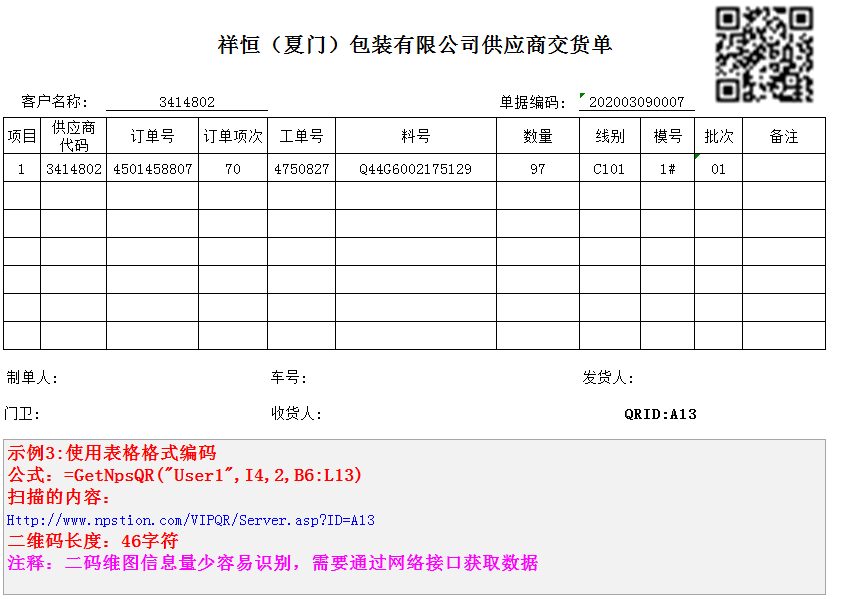 祥恒（夏门）包装有限公司供应商交货单
客户名称： 3414802 单据编码： 202003090007
项目 供应商代码 订单号 订单项次 工单号 料号 数量 线别 模号 批次 备注
1 3414802 4501458807 70 4750827 Q44G6002175129 97 C101 1# 01
制单人： 车号： 发货人：
门卫： 收货人： QRID:A13
示例3:使用表格格式编码
公式：=GetNpsQR("User1",I4,2,B6:L13)
扫描的内容：
Http://www.npstion.com/VIPQR/Server.asp?ID=A13
二维码长度：46字符
注释：二码维图信息量少容易识别，需要通过网络接口获取数据